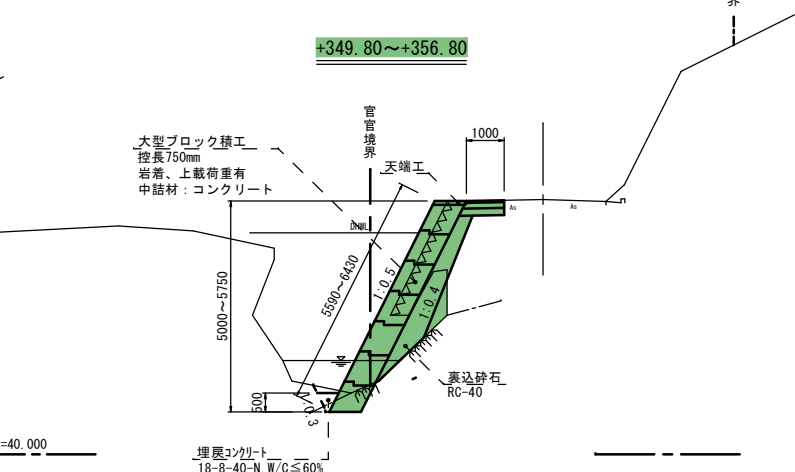 界
+349.80～+356.80
官官境界
1000
大型ブロック積工
控長750mm
岩着、上載荷重有
中詰材：コンクリート
天端工
As
As
5590～6430
1:0.5
5000～5750
1:0.4
裏込砕石
RC-40
500
1:0.3
=40.000
埋戻コンクリート
18-8-40-N W/C≦60%